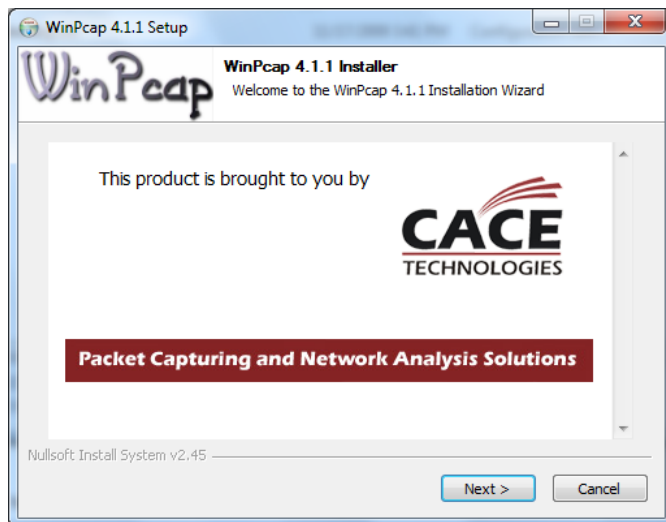 WinPcap 4.1.1 Setup
WinPcap
WinPcap 4.1.1 Installer
Welcome to the WinPcap 4.1.1 Installation Wizard
This product is brought to you by
CACE
TECHNOLOGIES
Packet Capturing and Network Analysis Solutions
Nullsoft Install System v2.45
Next >
Cancel